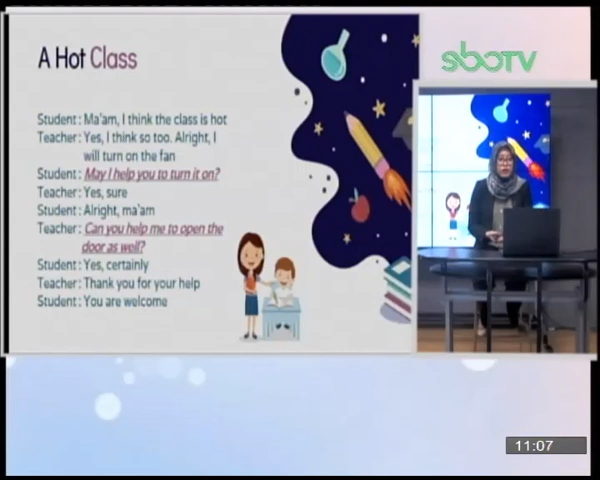 A Hot Class
sboTV
Student : Ma'am, I think the class is hot
Teacher : Yes, I think so too. Alright, I
will turn on the fan
Student : May I help you to turn it on?
Teacher : Yes, sure
Student : Alright, ma'am
Teacher : Can you help me to open the
door as well?
Student : Yes, certainly
Teacher : Thank you for your help
Student : You are welcome
11:07